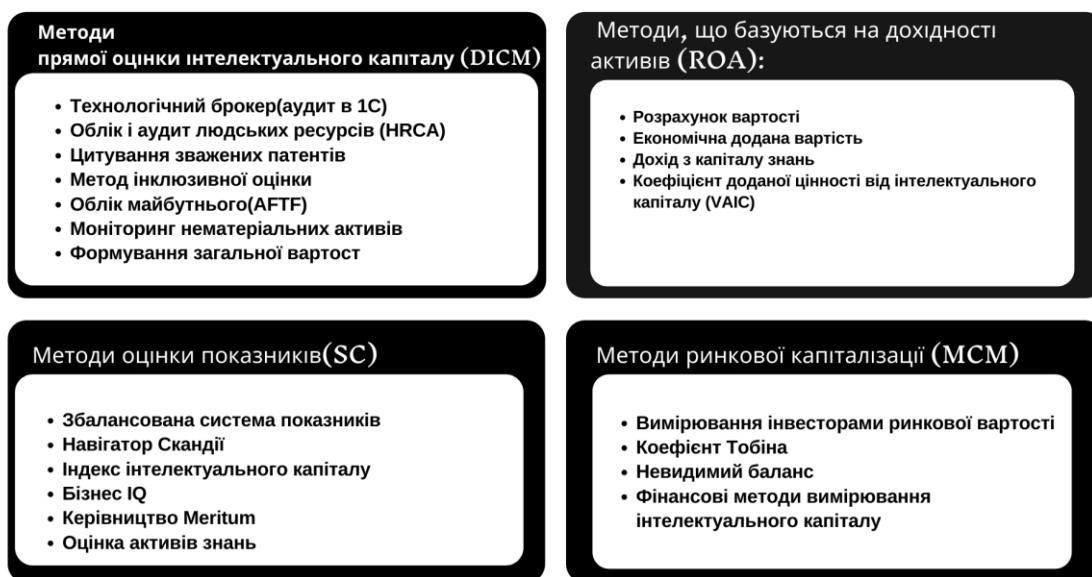 Методи
прямої оцінки інтелектуального капіталу (DICM)
• Технологічний брокер(аудит в 1С)
• Облік і аудит людських ресурсів (HRCA)
• Цитування зважених патентів
• Метод інклюзивної оцінки
• Облік майбутнього(AFTF)
• Моніторинг нематеріальних активів
• Формування загальної вартост
Методи, що базуються на дохідності
активів (ROA):
• Розрахунок вартості
• Економічна додана вартість
• Дохід з капіталу знань
• Коефіцієнт доданої цінності від інтелектуального
капіталу (VAIC)
Методи оцінки показників(SC)
• Збалансована система показників
• Навігатор Скандії
• Індекс інтелектуального капіталу
• Бізнес IQ
• Керівництво Meritum
• Оцінка активів знань
Методи ринкової капіталізації (MCM)
• Вимірювання інвесторами ринкової вартості
• Коефієнт Тобіна
• Невидимий баланс
• Фінансові методи вимірювання
інтелектуального капіталу